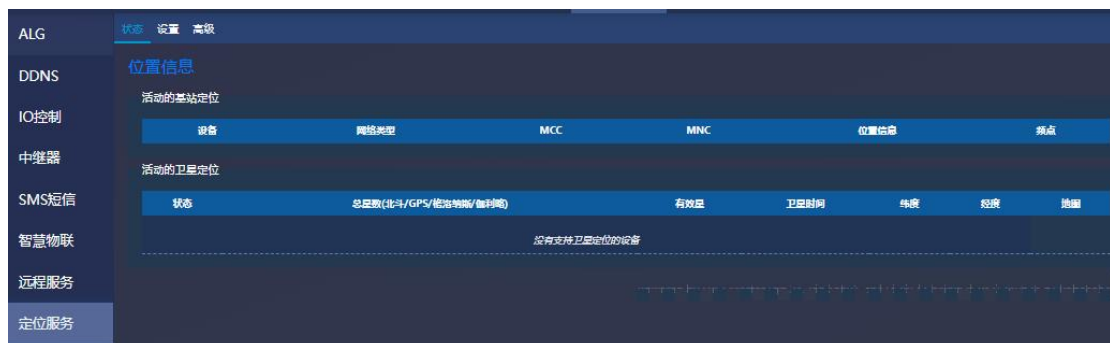 ALG
DDNS
IO控制
中继器
SMS短信
智慧物联
远程服务
定位服务
状态 设置 高级
位置信息
活动的基站定位
设备 网络类型 MCC MNC 位置信息 频点
活动的卫星定位
状态 总星数(北斗/GPS/格洛纳斯/伽利略) 有效星 卫星时间 纬度 经度 地图
没有支持卫星定位的设备